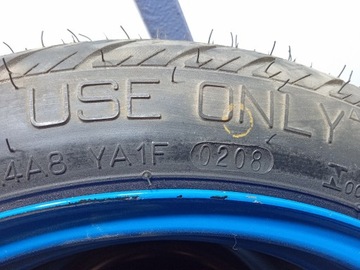 USE ONLY
4A8 YA1F 0208